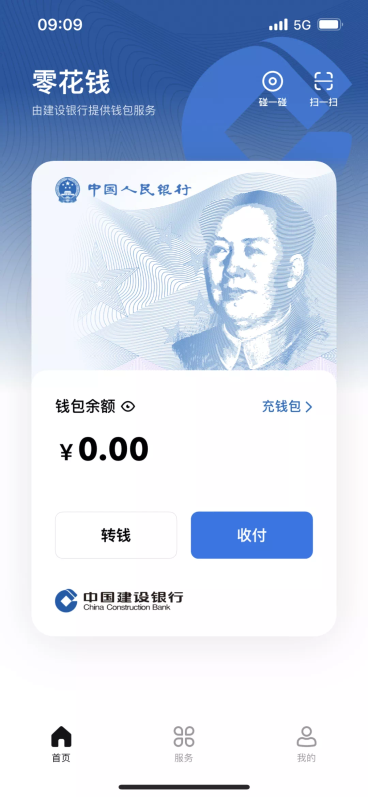 09:09
5G
零花钱
由建设银行提供钱包服务
碰一碰
扫一扫
中国人民银行
钱包余额
充钱包
¥0.00
转钱
收付
中国建设银行
China Construction Bank
首页
服务
我的